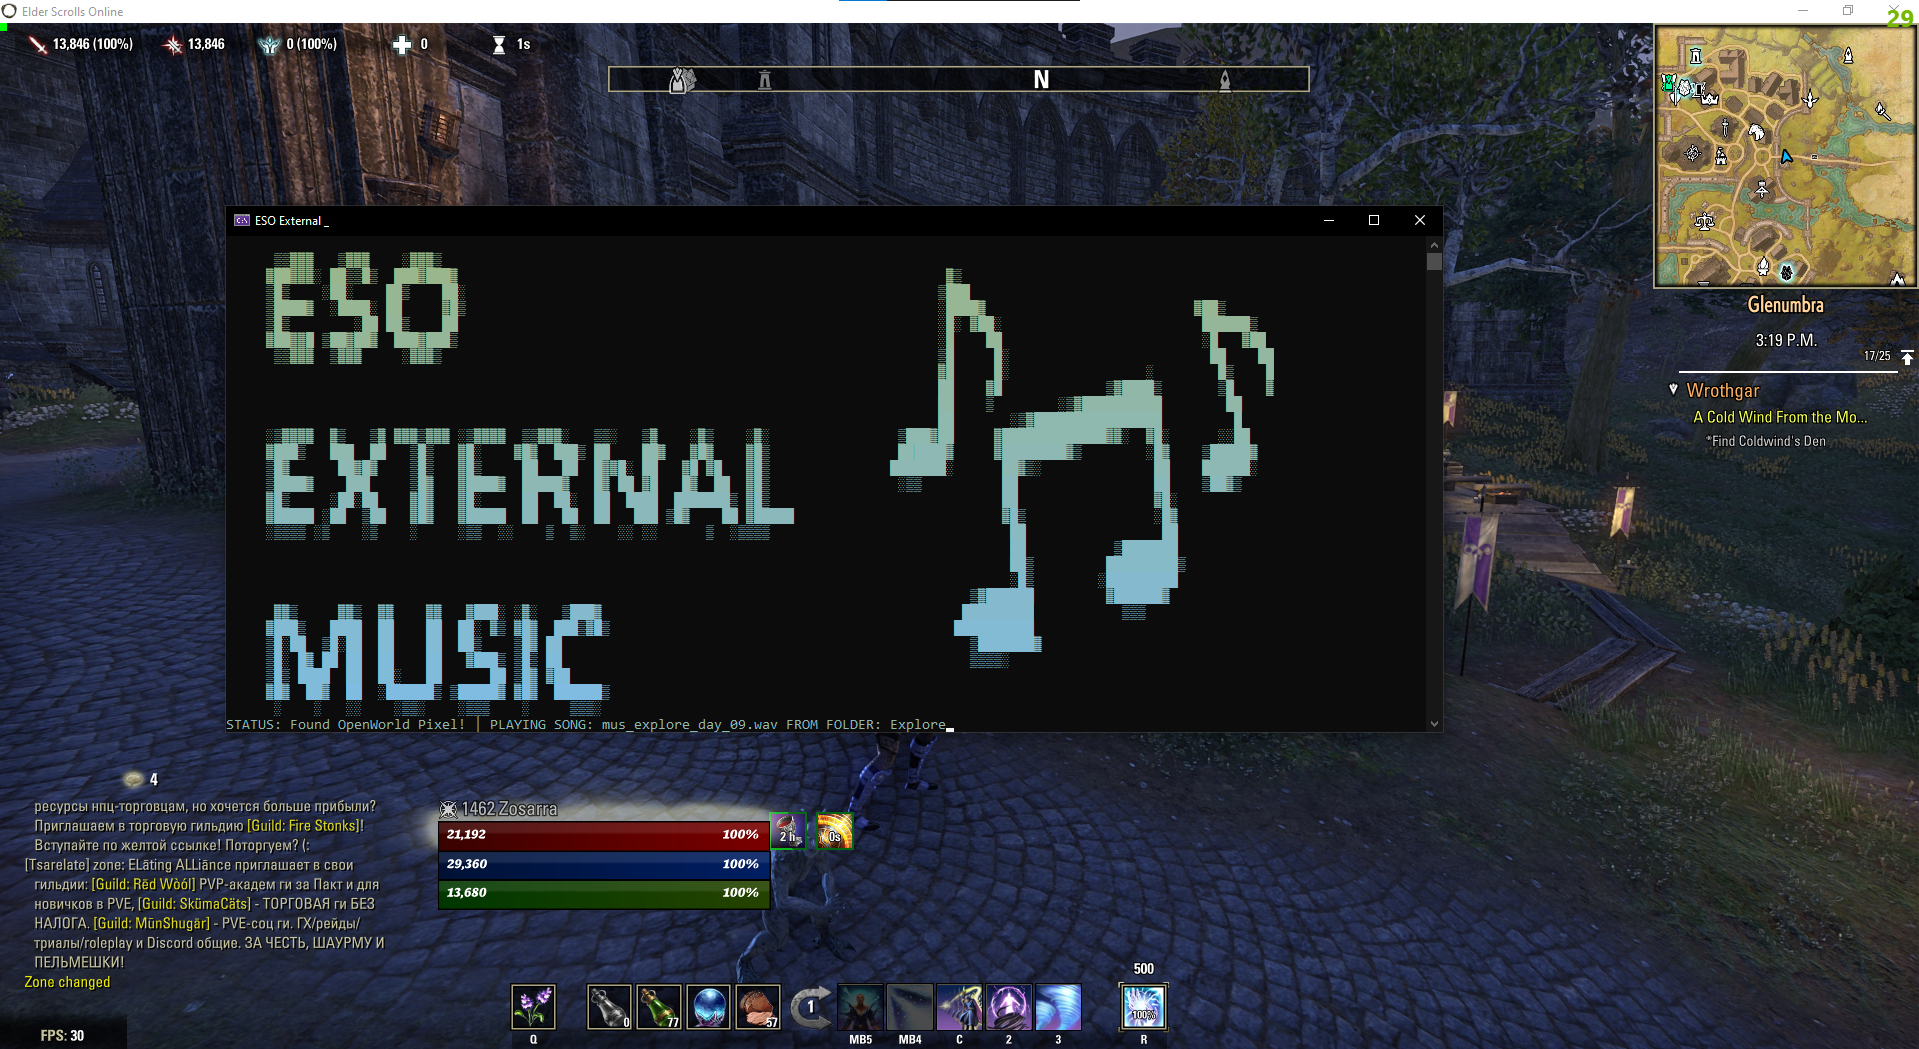 Elder Scrolls Online
29
13,846 (100%)
13,846
0 (100%)
0
1s
N
Glenumbra
3:19 P.M.
17/25
Wrothgar
A Cold Wind From the Mo...
*Find Coldwind's Den
ESO External _
ESO
EXTERNAL
MUSIC
STATUS: Found OpenWorld Pixel! | PLAYING SONG: mus_explore_day_09.wav FROM FOLDER: Explore
4
ресурсы нпц-торговцам, но хочется больше прибыли?
Приглашаем в торговую гильдию [Guild: Fire Stonks]!
Вступайте по желтой ссылке! Поторгуем? (:
[Tsarelate] zone: ELāting ALLiānce приглашает в свои
гильдии: [Guild: Rēd Wòól] PVP-академ ги за Пакт и для
новичков в PVE, [Guild: SkümaCäts] - ТОРГОВАЯ ги БЕЗ
НАЛОГА. [Guild: MūnShugār] - PVE-соц ги. ГХ/рейды/
триалы/roleplay и Discord общие. ЗА ЧЕСТЬ, ШАУРМУ И
ПЕЛЬМЕШКИ!
Zone changed
FPS: 30
1462 Zosarra
21,192 100%
29,360 100%
13,680 100%
2 h
0s
500
0
77
57
1
100%
Q
MB5
MB4
C
2
3
R